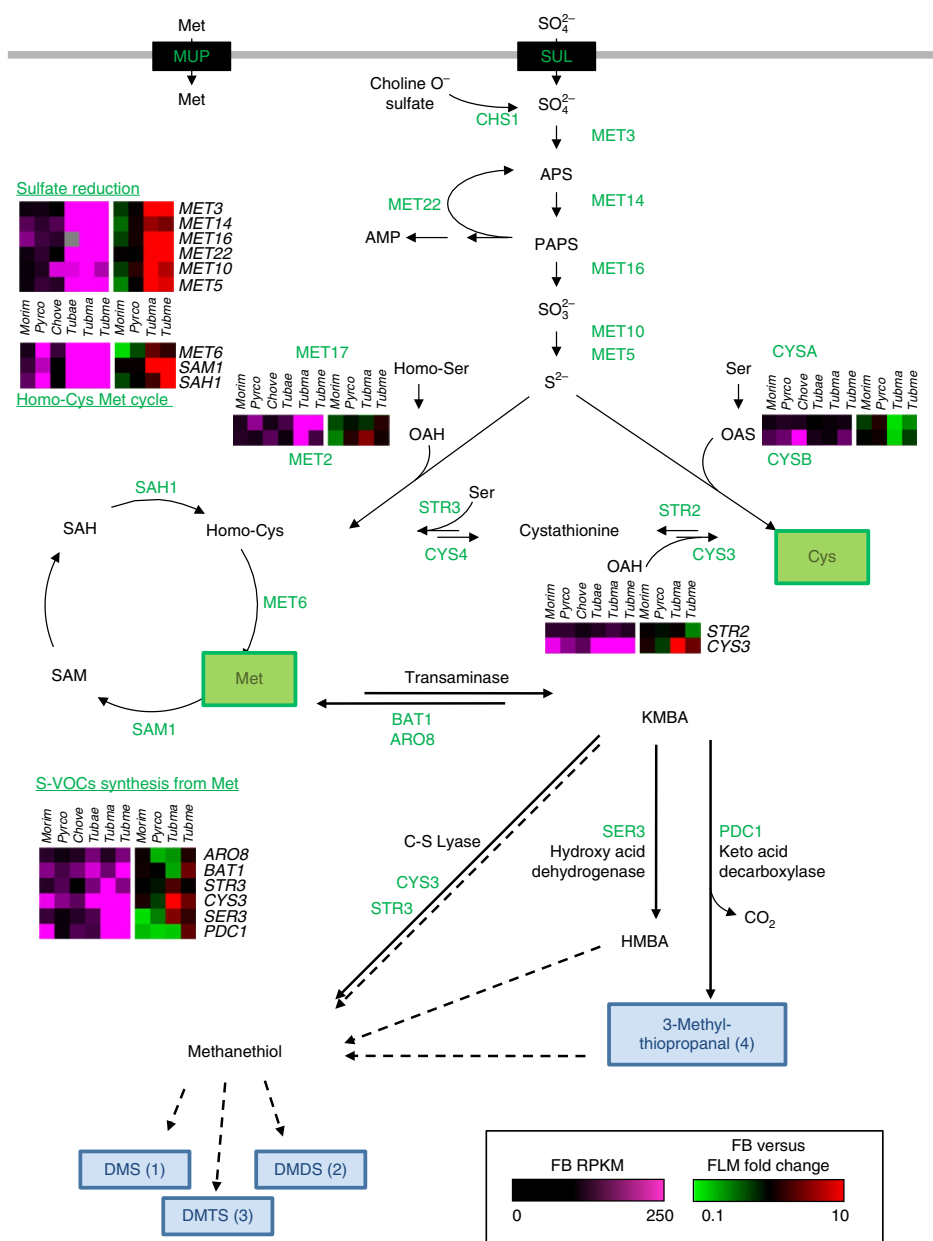 Met
SO₄²⁻
MUP
SUL
Met
Choline O⁻
sulfate
SO₄²⁻
CHS1
MET3
APS
Sulfate reduction
MET22
MET14
MET3
MET14
MET16
MET22
MET10
MET5
AMP
PAPS
MET16
SO₃²⁻
Morim Pyrco Chove Tubae Tubma Tubme Morim Pyrco Tubma Tubme
MET10
MET5
MET6
SAM1
SAH1
Homo-Cys Met cycle
MET17
Homo-Ser
S²⁻
CYSA
Ser
Morim Pyrco Chove Tubae Tubma Tubme Morim Pyrco Tubma Tubme
Morim Pyrco Chove Tubae Tubma Tubme Morim Pyrco Tubma Tubme
OAH
OAS
MET2
CYSB
SAH1
SAH
Homo-Cys
STR3
Ser
Cystathionine
STR2
CYS4
CYS3
OAH
Cys
MET6
Morim Pyrco Chove Tubae Tubma Tubme Morim Pyrco Tubma Tubme
STR2
CYS3
SAM
Met
Transaminase
SAM1
BAT1
ARO8
KMBA
S-VOCs synthesis from Met
Morim Pyrco Chove Tubae Tubma Tubme Morim Pyrco Tubma Tubme
ARO8
BAT1
STR3
CYS3
SER3
PDC1
C-S Lyase
CYS3
STR3
SER3
Hydroxy acid
dehydrogenase
PDC1
Keto acid
decarboxylase
CO₂
HMBA
3-Methyl-
thiopropanal (4)
Methanethiol
DMS (1)
DMDS (2)
DMTS (3)
FB RPKM
0 250
FB versus
FLM fold change
0.1 10